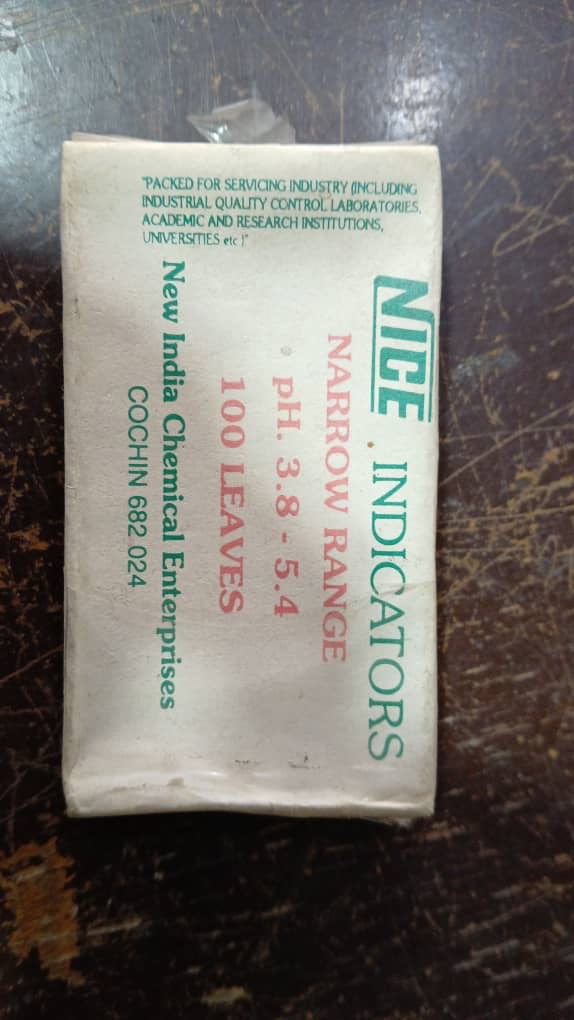 "PACKED FOR SERVICING INDUSTRY (INCLUDING
INDUSTRIAL QUALITY CONTROL LABORATORIES,
ACADEMIC AND RESEARCH INSTITUTIONS,
UNIVERSITIES etc )"
NICE INDICATORS
NARROW RANGE
pH. 3.8 - 5.4
100 LEAVES
New India Chemical Enterprises
COCHIN 682 024